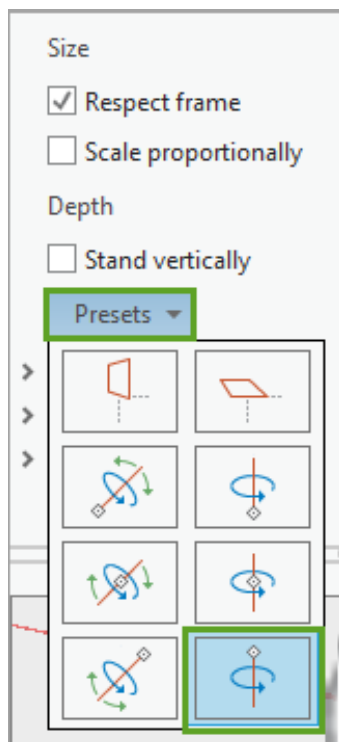 Size
Respect frame
Scale proportionally
Depth
Stand vertically
Presets